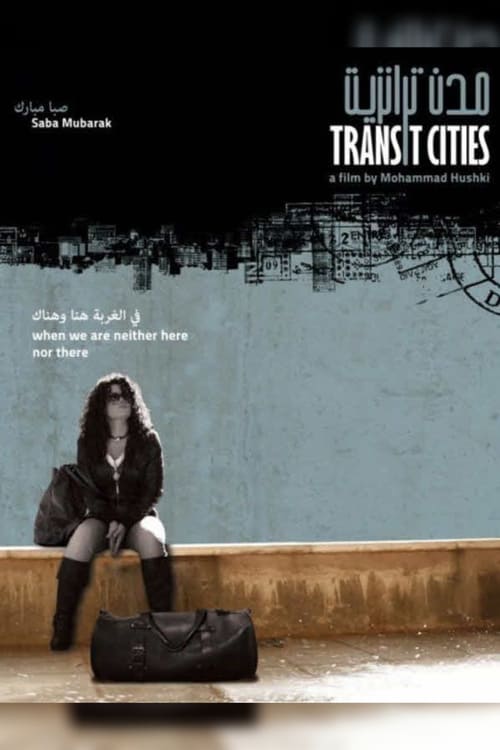 مدن ترانزيت
TRANSIT CITIES
a film by Mohammad Hushki
صبا مبارك
Saba Mubarak
في الغربة هنا وهناك
when we are neither here
nor there